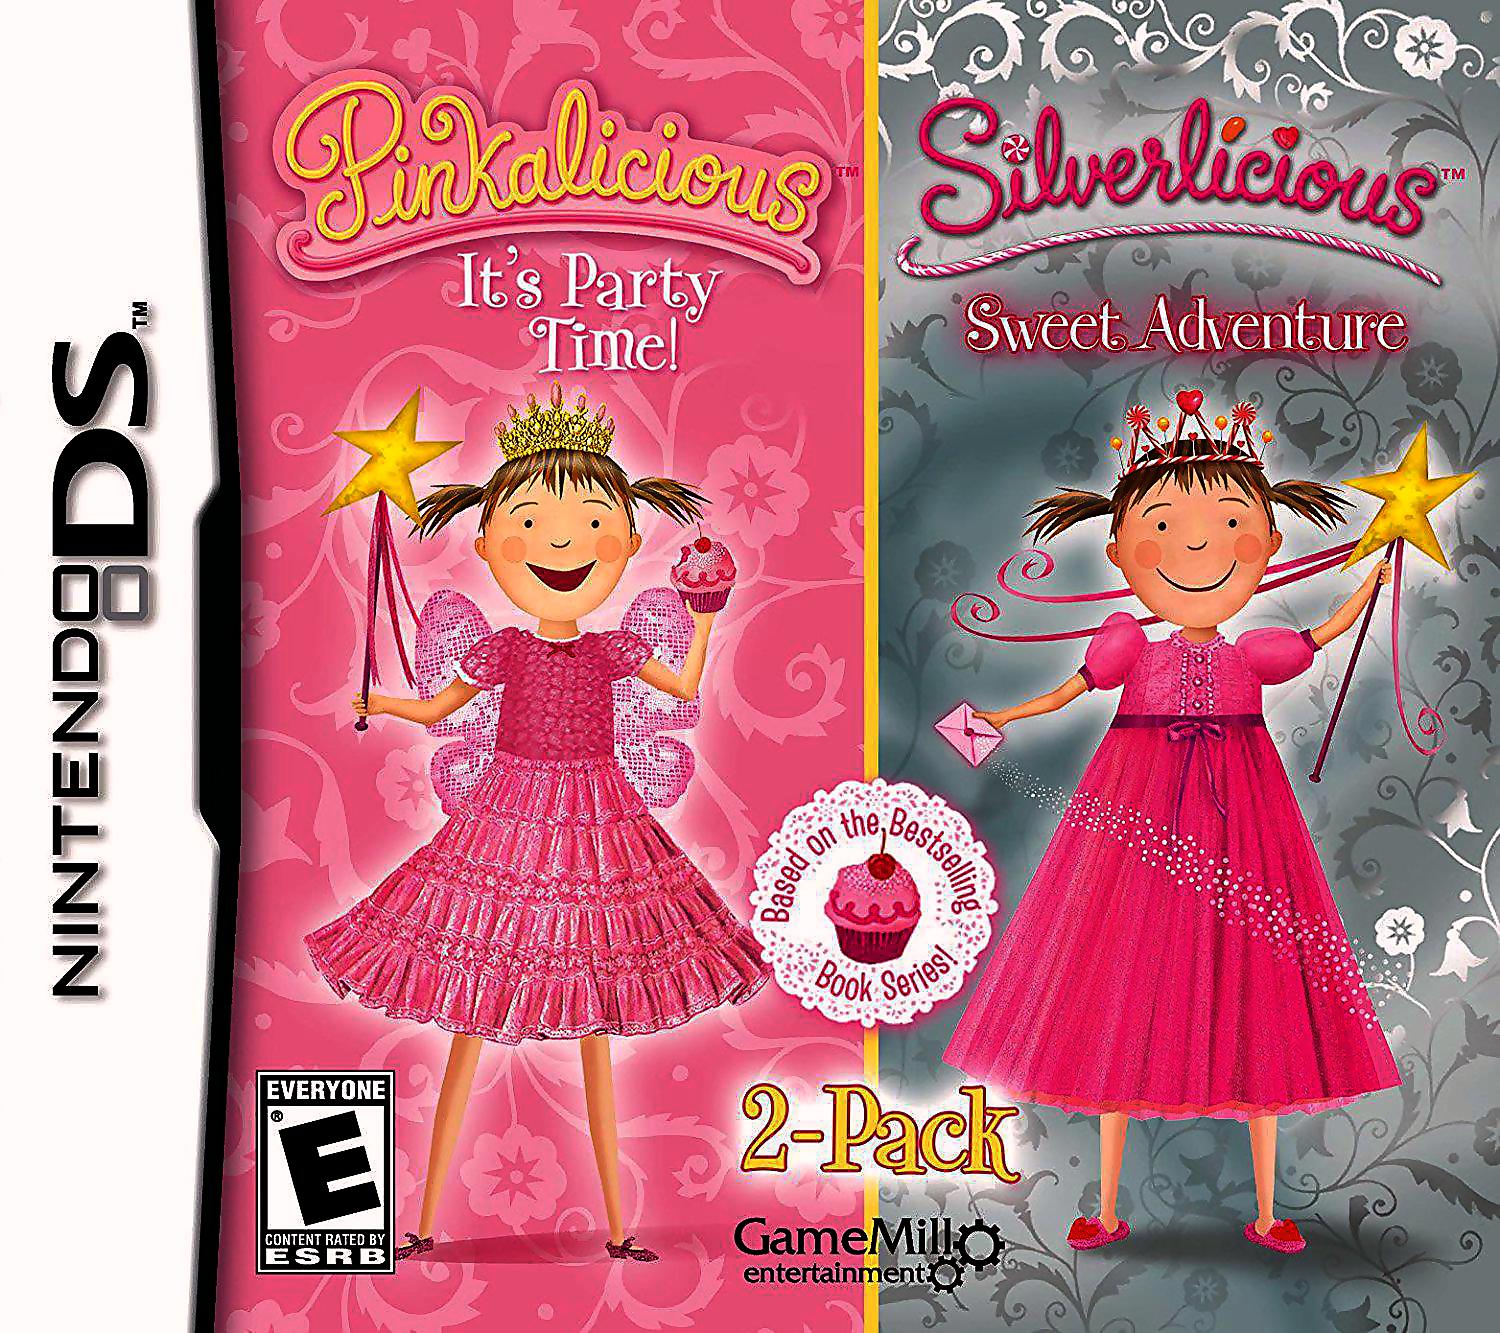 NINTENDO DS™
Pinkalicious™
It's Party
Time!
Silverlicious™
Sweet Adventure
Based on the Bestselling
Book Series!
2-Pack
EVERYONE
®
E
CONTENT RATED BY
ESRB
GameMill
entertainment